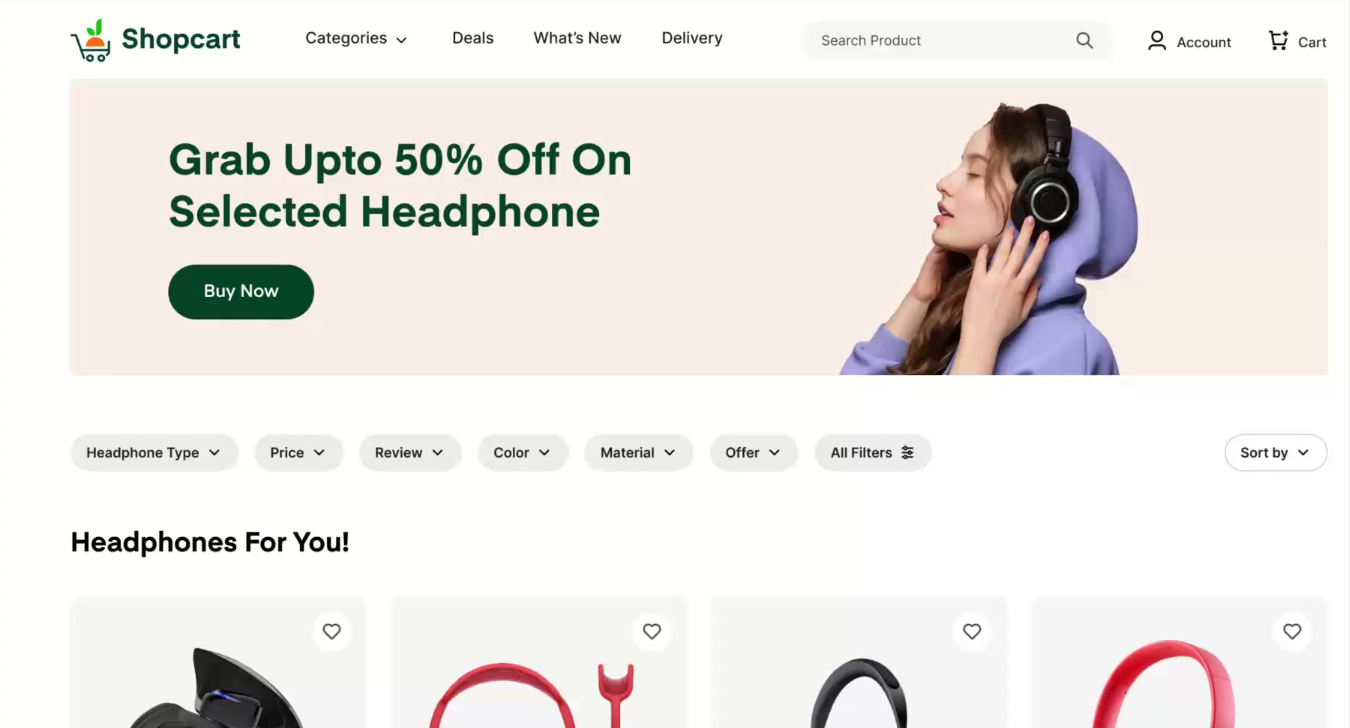 Shopcart
Categories
Deals
What's New
Delivery
Search Product
Account
Cart
Grab Upto 50% Off On
Selected Headphone
Buy Now
Headphone Type
Price
Review
Color
Material
Offer
All Filters
Sort by
Headphones For You!